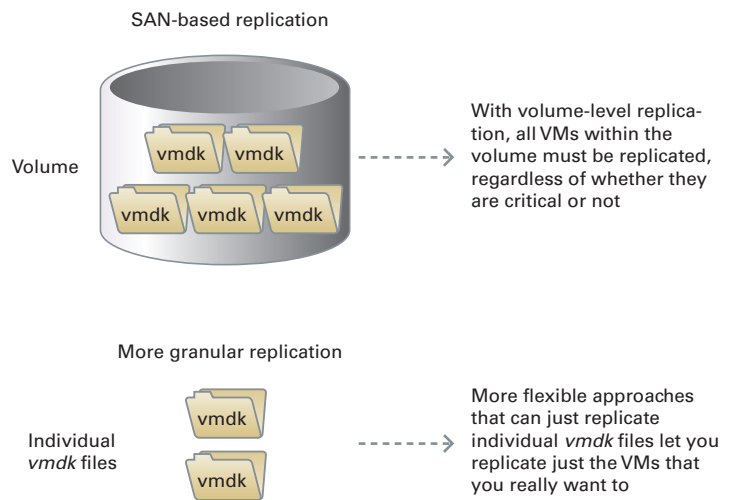 SAN-based replication
Volume
vmdk
vmdk
vmdk
vmdk
vmdk
With volume-level replica-
tion, all VMs within the
volume must be replicated,
regardless of whether they
are critical or not
More granular replication
Individual
vmdk files
vmdk
vmdk
More flexible approaches
that can just replicate
individual vmdk files let you
replicate just the VMs that
you really want to